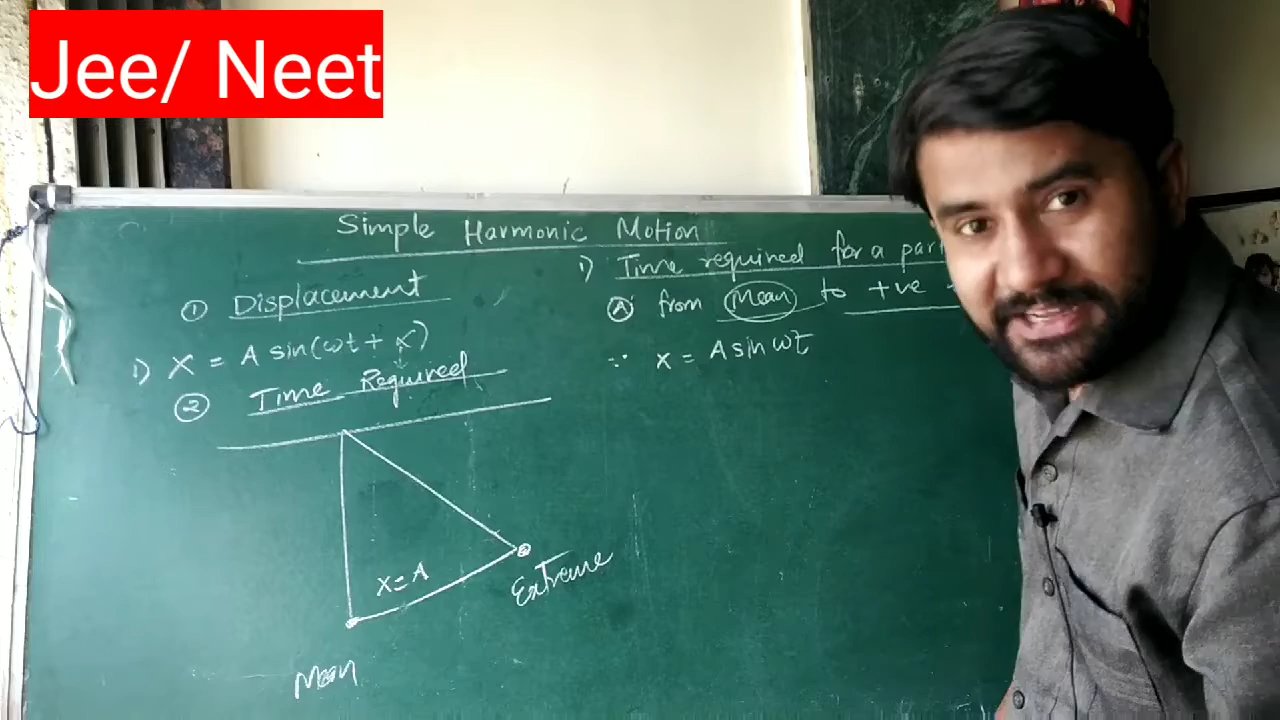 Jee/ Neet
Simple Harmonic Motion
① Displacement
1) X = A sin(ωt + α)
② Time Required
X = A
Extreme
Mean
1) Time required for a
Ⓐ from Mean to +ve
∵ x = A sin ωt